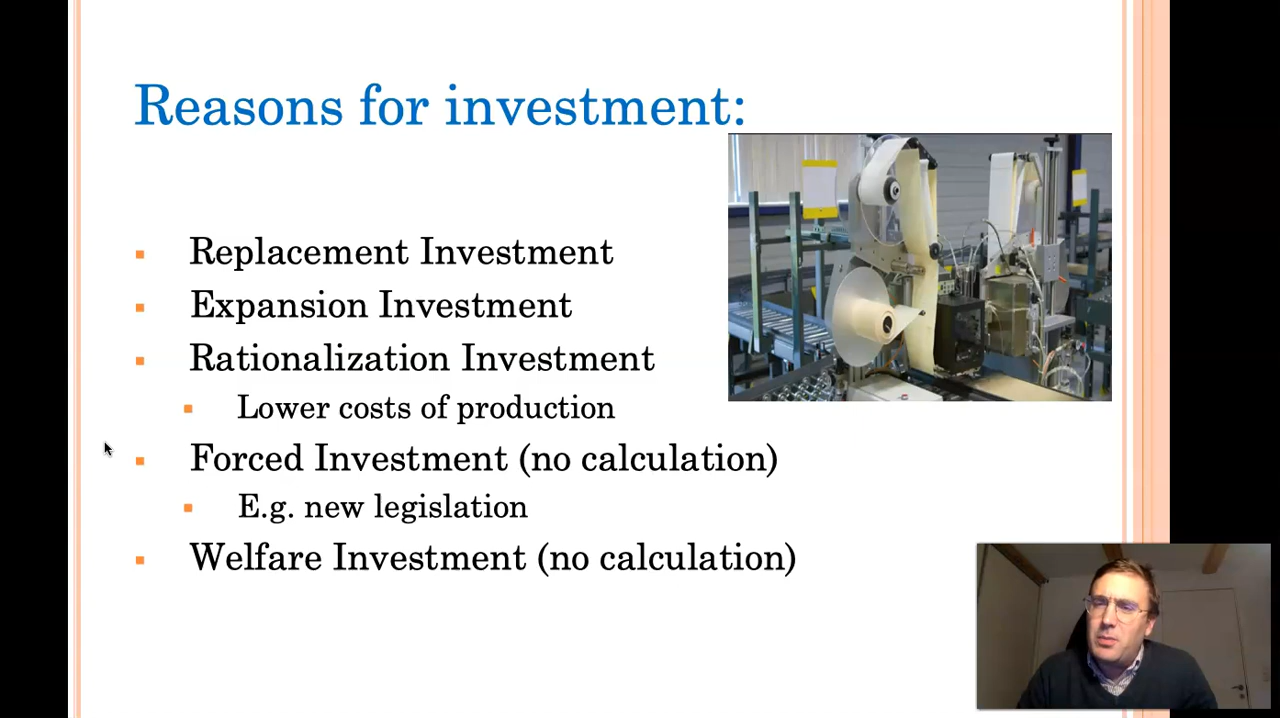 Reasons for investment:
Replacement Investment
Expansion Investment
Rationalization Investment
Lower costs of production
Forced Investment (no calculation)
E.g. new legislation
Welfare Investment (no calculation)